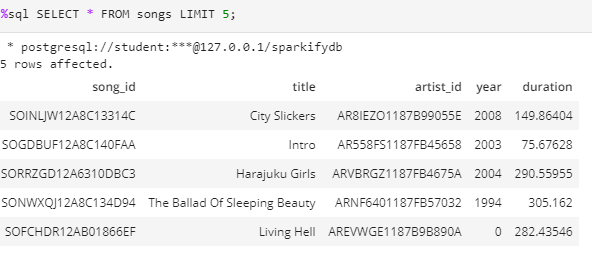 %sql SELECT * FROM songs LIMIT 5;
* postgresql://student:***@127.0.0.1/sparkifydb
5 rows affected.
song_id title artist_id year duration
SOINLJW12A8C13314C City Slickers AR8IEZO1187B99055E 2008 149.86404
SOGDBUF12A8C140FAA Intro AR558FS1187FB45658 2003 75.67628
SORRZGD12A6310DBC3 Harajuku Girls ARVBRGZ1187FB4675A 2004 290.55955
SONWXQJ12A8C134D94 The Ballad Of Sleeping Beauty ARNF6401187FB57032 1994 305.162
SOFCHDR12AB01866EF Living Hell AREVWGE1187B9B890A 0 282.43546